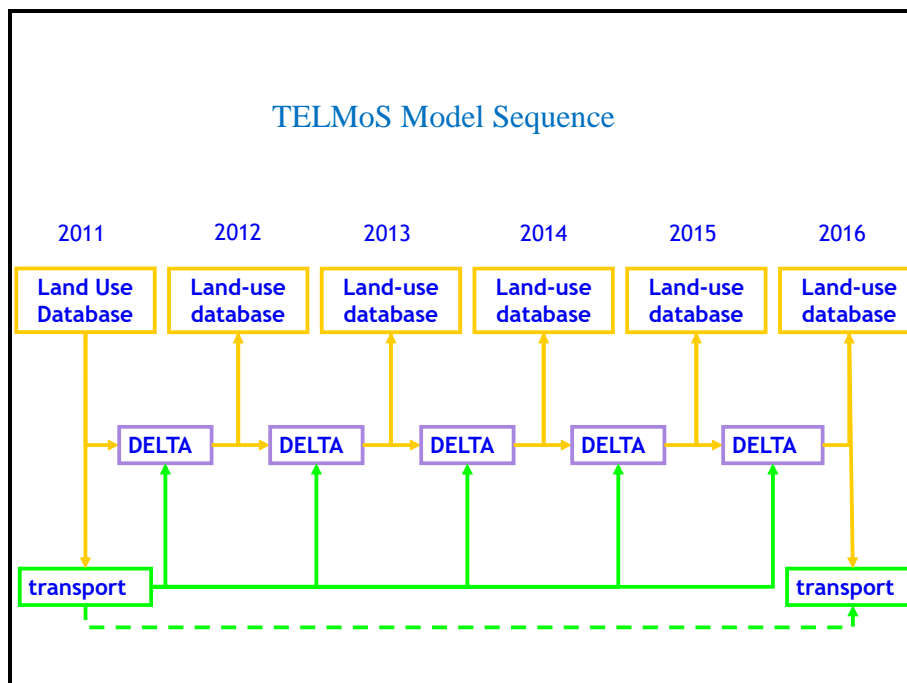 TELMoS Model Sequence
2011 2012 2013 2014 2015 2016
Land Use Land-use Land-use Land-use Land-use Land-use
Database database database database database database
DELTA DELTA DELTA DELTA DELTA
transport transport